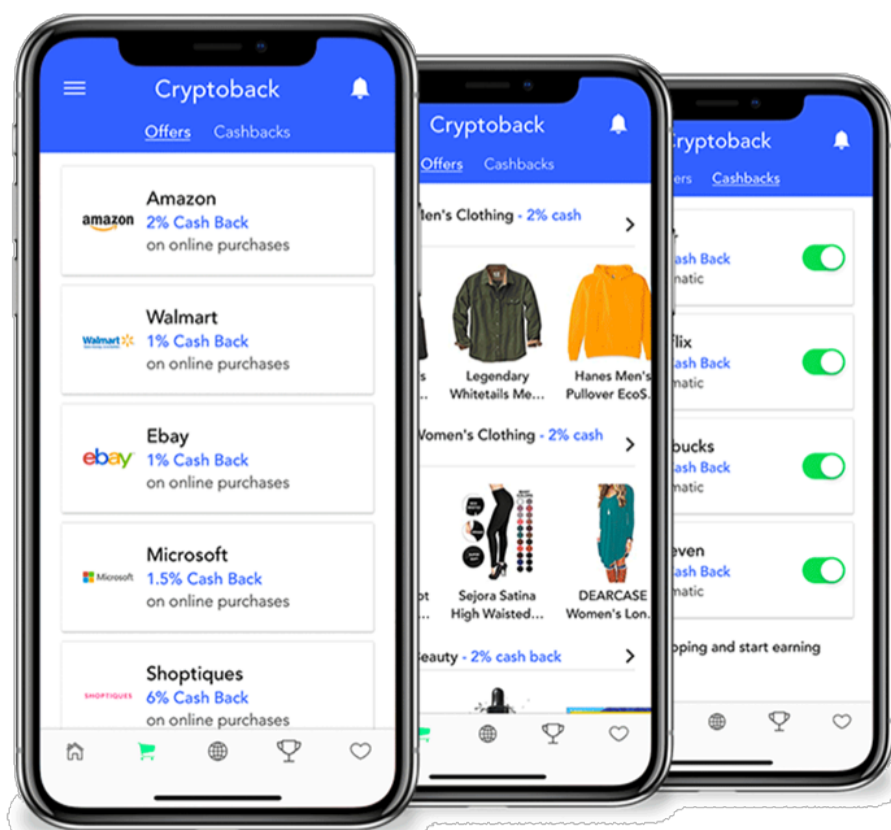 Cryptoback
Offers Cashbacks
amazon
Amazon
2% Cash Back
on online purchases
Walmart
Walmart
1% Cash Back
on online purchases
ebay
Ebay
1% Cash Back
on online purchases
Microsoft
Microsoft
1.5% Cash Back
on online purchases
SHOPTIQUES
Shoptiques
6% Cash Back
on online purchases
Cryptoback
Offers Cashbacks
Men's Clothing - 2% cash
Legendary
Whitetails Me...
Hanes Men's
Pullover EcoS.
Women's Clothing - 2% cash
Sejora Satina
High Waisted...
DEARCASE
Women's Lon.
Beauty - 2% cash back
ryptoback
ers Cashbacks
ash Back
matic
flix
Cash Back
matic
bucks
ash Back
matic
even
Cash Back
matic
pping and start earning